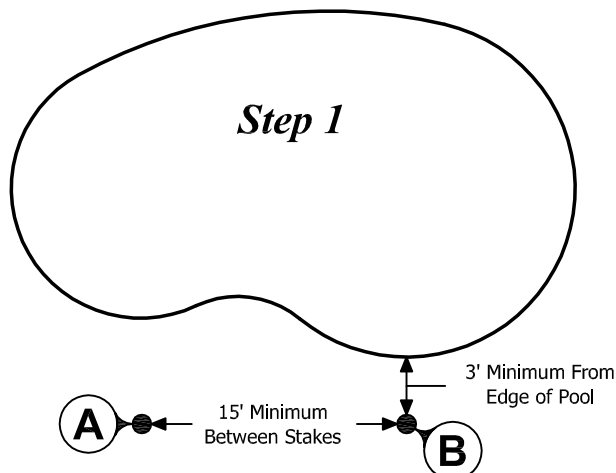 Step 1
3' Minimum From
Edge of Pool
15' Minimum
Between Stakes
A
B